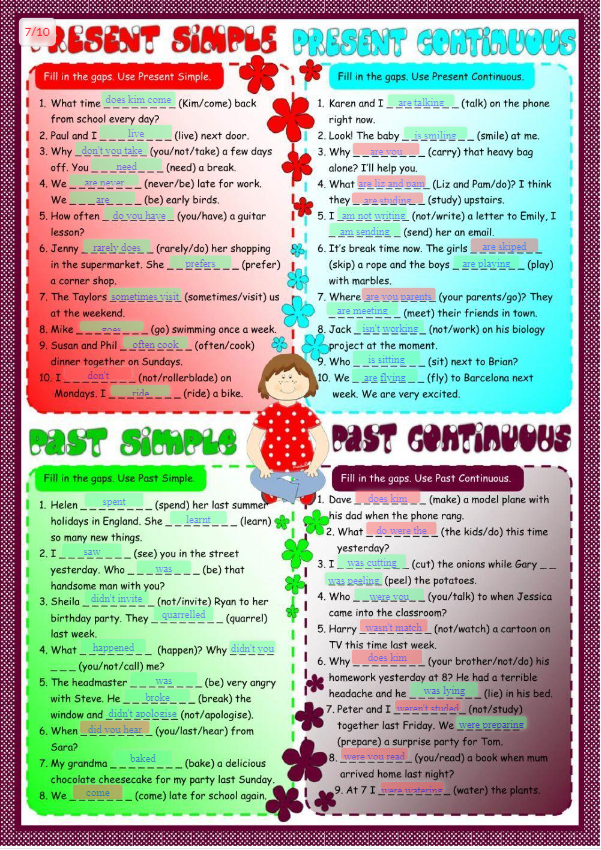 7/10
PRESENT SIMPLE
Fill in the gaps. Use Present Simple.
1. What time does kim come (Kim/come) back
from school every day?
2. Paul and I live (live) next door.
3. Why don't you take (you/not/take) a few days
off. You need (need) a break.
4. We are never (never/be) late for work.
We are (be) early birds.
5. How often do you have (you/have) a guitar
lesson?
6. Jenny rarely does (rarely/do) her shopping
in the supermarket. She prefers (prefer)
a corner shop.
7. The Taylors sometimes visit (sometimes/visit) us
at the weekend.
8. Mike goes (go) swimming once a week.
9. Susan and Phil often cook (often/cook)
dinner together on Sundays.
10. I don't (not/rollerblade) on
Mondays. I ride (ride) a bike.
PRESENT CONTINUOUS
Fill in the gaps. Use Present Continuous.
1. Karen and I are talking (talk) on the phone
right now.
2. Look! The baby is smiling (smile) at me.
3. Why are you (carry) that heavy bag
alone? I'll help you.
4. What are liz and pam (Liz and Pam/do)? I think
they are studing (study) upstairs.
5. I am not writing (not/write) a letter to Emily, I
am sending (send) her an email.
6. It's break time now. The girls are skiped
(skip) a rope and the boys are playing (play)
with marbles.
7. Where are you parents (your parents/go)? They
are meeting (meet) their friends in town.
8. Jack isn't working (not/work) on his biology
project at the moment.
9. Who is sitting (sit) next to Brian?
10. We are flying (fly) to Barcelona next
week. We are very excited.
PAST SIMPLE
Fill in the gaps. Use Past Simple.
1. Helen spent (spend) her last summer
holidays in England. She learnt (learn)
so many new things.
2. I saw (see) you in the street
yesterday. Who was (be) that
handsome man with you?
3. Sheila didn't invite (not/invite) Ryan to her
birthday party. They quarrelled (quarrel)
last week.
4. What happened (happen)? Why didn't you
(you/not/call) me?
5. The headmaster was (be) very angry
with Steve. He broke (break) the
window and didn't apologise (not/apologise).
6. When did you hear (you/last/hear) from
Sara?
7. My grandma baked (bake) a delicious
chocolate cheesecake for my party last Sunday.
8. We come (come) late for school again.
PAST CONTINUOUS
Fill in the gaps. Use Past Continuous.
1. Dave does kim (make) a model plane with
his dad when the phone rang.
2. What do were the (the kids/do) this time
yesterday?
3. I was cutting (cut) the onions while Gary
was peeling (peel) the potatoes.
4. Who were you (you/talk) to when Jessica
came into the classroom?
5. Harry wasn't match (not/watch) a cartoon on
TV this time last week.
6. Why does kim (your brother/not/do) his
homework yesterday at 8? He had a terrible
headache and he was lying (lie) in his bed.
7. Peter and I weren't studed (not/study)
together last Friday. We were preparing
(prepare) a surprise party for Tom.
8. were you read (you/read) a book when mum
arrived home last night?
9. At 7 I were watering (water) the plants.